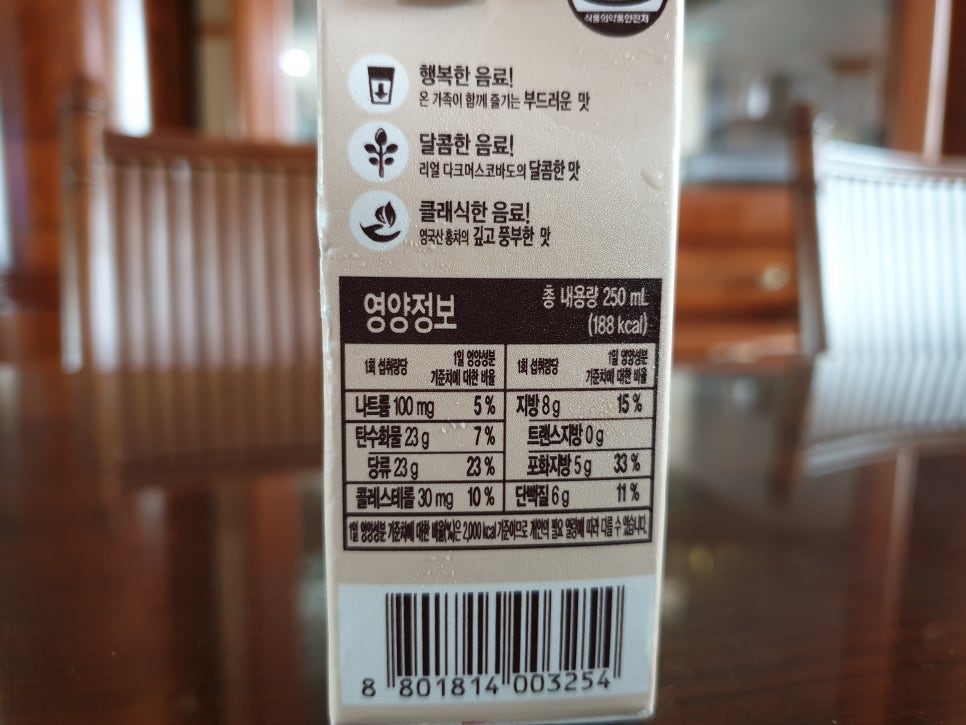 식품의약품안전처
행복한 음료!
온 가족이 함께 즐기는 부드러운 맛
달콤한 음료!
리얼 다크머스코바도의 달콤한 맛
클래식한 음료!
영국산 홍차의 깊고 풍부한 맛
영양정보
총 내용량 250 mL
(188 kcal)
1회 섭취량당 1일 영양성분 기준치에 대한 비율
1회 섭취량당 1일 영양성분 기준치에 대한 비율
나트륨 100 mg 5 % 지방 8 g 15 %
탄수화물 23 g 7 % 트랜스지방 0 g
당류 23 g 23 % 포화지방 5 g 33 %
콜레스테롤 30 mg 10 % 단백질 6 g 11 %
1일 영양성분 기준치에 대한 비율(%)은 2,000 kcal 기준이므로 개인의 필요 열량에 따라 다를 수 있습니다.
8 801814 003254